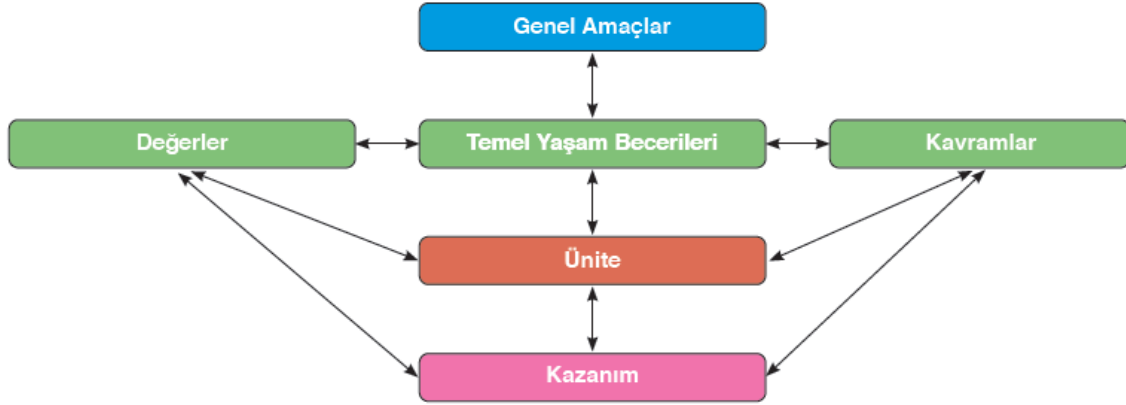 Genel Amaçlar
Değerler
Temel Yaşam Becerileri
Kavramlar
Ünite
Kazanım